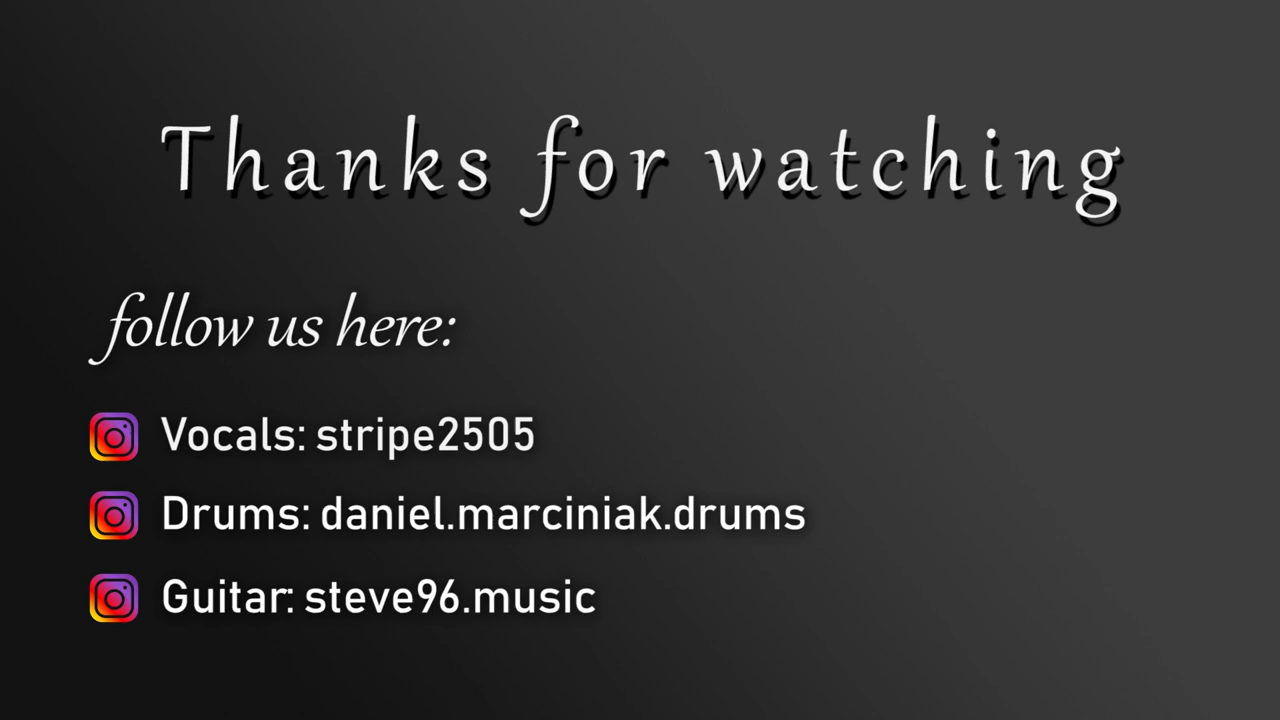 Thanks for watching
follow us here:
Vocals: stripe2505
Drums: daniel.marciniak.drums
Guitar: steve96.music